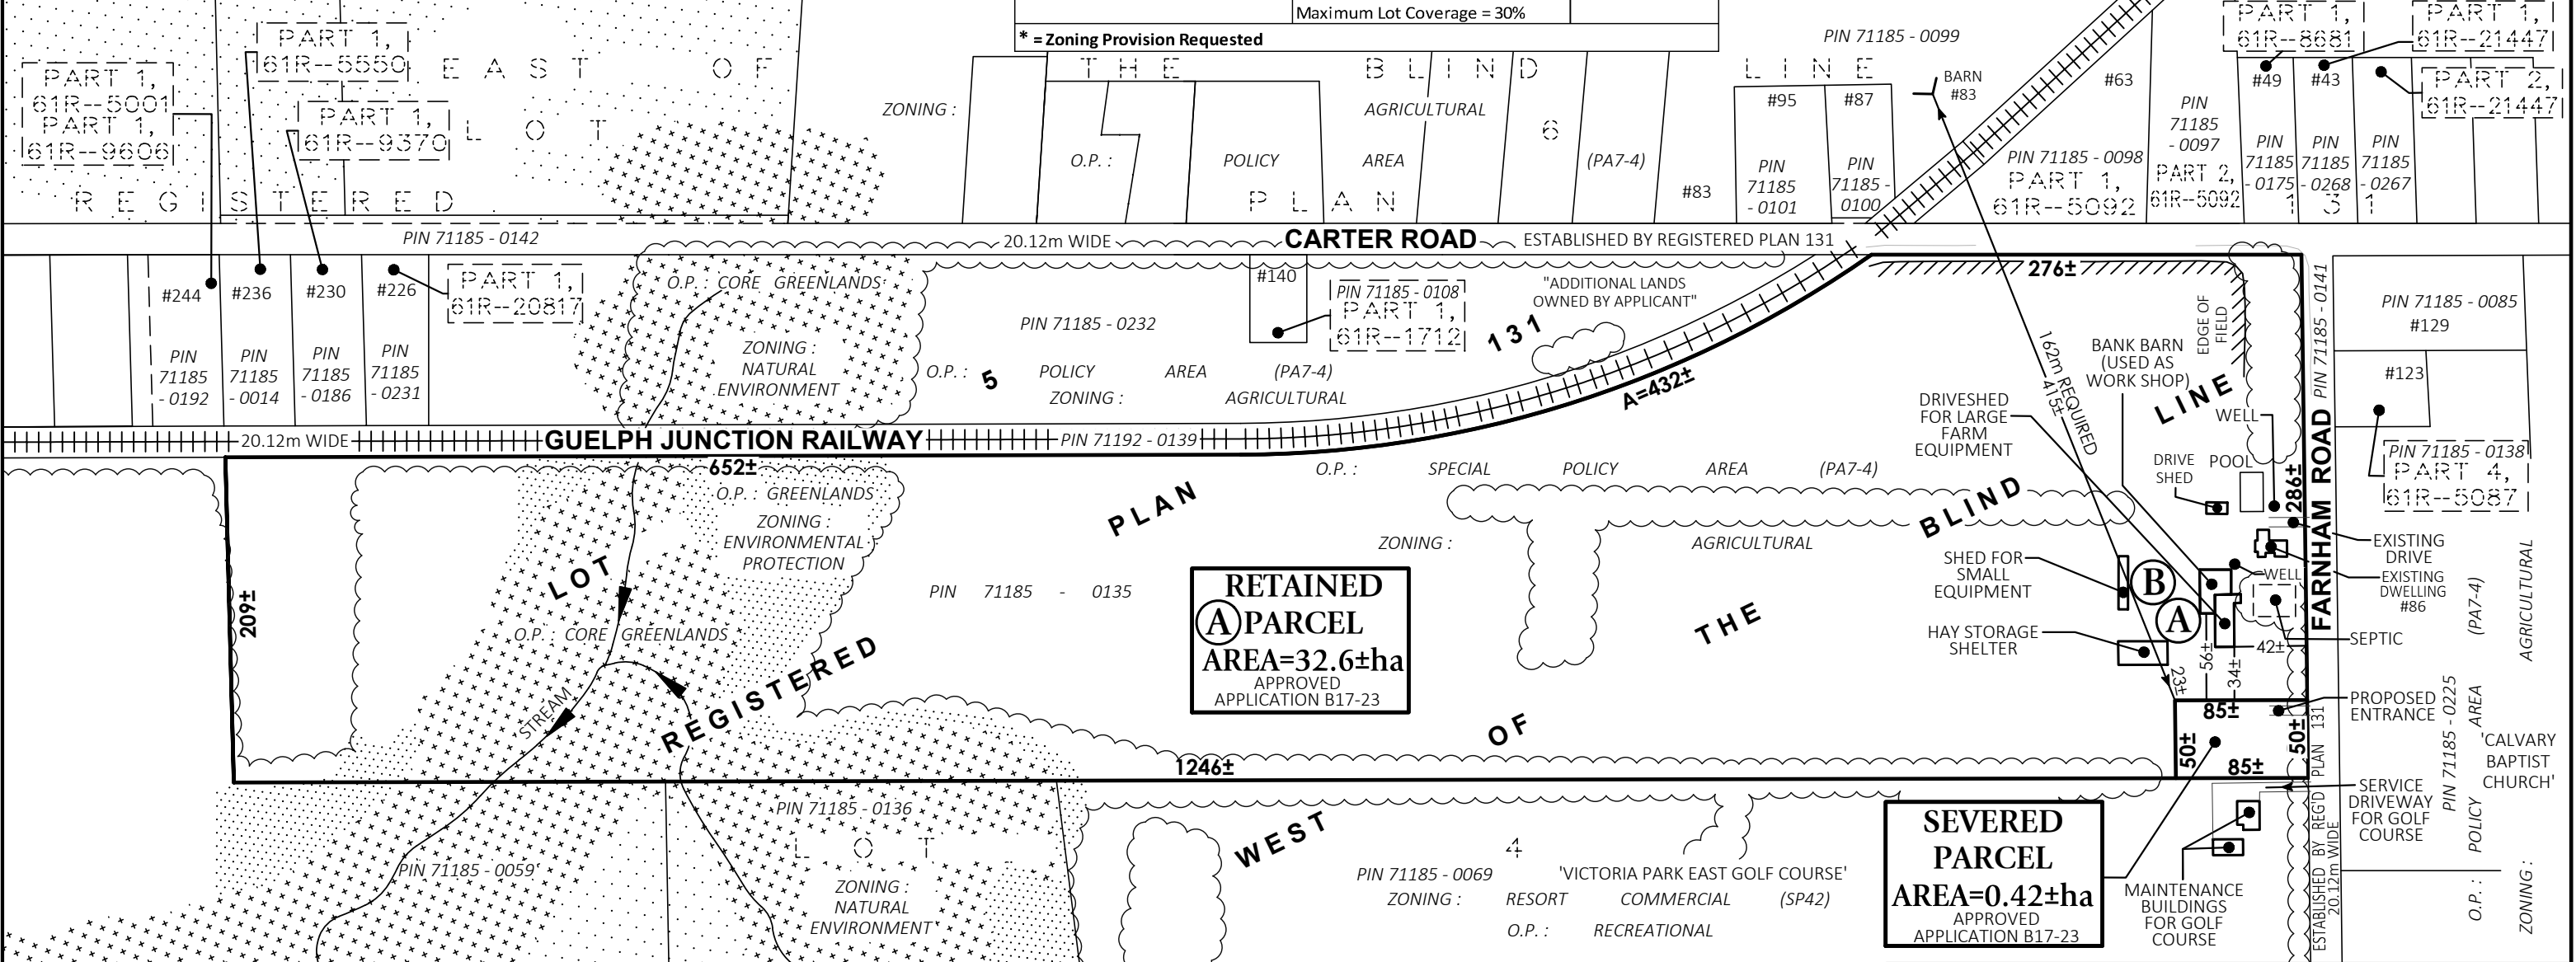 Maximum Lot Coverage = 30%
* = Zoning Provision Requested
PIN 71185 - 0099
PART 1,
61R--5550
PART 1,
61R--5001
PART 1,
61R--9606
PART 1,
61R--9370
EAST OF
THE BLIND LINE
LOT 6
REGISTERED PLAN 131
ZONING : AGRICULTURAL
O.P. : POLICY AREA (PA7-4)
#83
#95
PIN
71185
- 0101
#87
PIN
71185 -
0100
BARN
#83
#63
PIN 71185 - 0098
PART 1,
61R--5092
PIN
71185
- 0097
PART 2,
61R--5092
PART 1,
61R--8681
PART 1,
61R--21447
PART 2,
61R--21447
#49
PIN
71185
- 0175
#43
PIN
71185
- 0268
PIN
71185
- 0267
PIN 71185 - 0142
20.12m WIDE
CARTER ROAD
ESTABLISHED BY REGISTERED PLAN 131
#244
#236
#230
#226
PART 1,
61R--20817
PIN
71185
- 0192
PIN
71185
- 0014
PIN
71185
- 0186
PIN
71185
- 0231
O.P. : CORE GREENLANDS
ZONING :
NATURAL
ENVIRONMENT
PIN 71185 - 0232
O.P. : POLICY AREA (PA7-4)
ZONING : AGRICULTURAL
#140
PIN 71185 - 0108
PART 1,
61R--1712
"ADDITIONAL LANDS
OWNED BY APPLICANT"
276±
A=432±
162m REQUIRED
415±
EDGE OF
FIELD
PIN 71185 - 0141
PIN 71185 - 0085
#129
#123
PIN 71185 - 0138
PART 4,
61R--5087
20.12m WIDE
GUELPH JUNCTION RAILWAY
PIN 71192 - 0139
652±
209±
O.P. : GREENLANDS
ZONING :
ENVIRONMENTAL
PROTECTION
O.P. : CORE GREENLANDS
STREAM
LOT 5
REGISTERED PLAN 131
WEST OF THE BLIND LINE
O.P. : SPECIAL POLICY AREA (PA7-4)
ZONING : AGRICULTURAL
PIN 71185 - 0135
RETAINED
A PARCEL
AREA=32.6±ha
APPROVED
APPLICATION B17-23
BANK BARN
(USED AS
WORK SHOP)
DRIVESHED
FOR LARGE
FARM
EQUIPMENT
WELL
DRIVE
SHED
POOL
286±
FARNHAM ROAD
SHED FOR
SMALL
EQUIPMENT
B
A
WELL
HAY STORAGE
SHELTER
EXISTING
DRIVE
EXISTING
DWELLING
#86
SEPTIC
42±
56±
34±
23±
PROPOSED
ENTRANCE
85±
50±
50±
85±
1246±
SERVICE
DRIVEWAY
FOR GOLF
COURSE
'CALVARY
BAPTIST
CHURCH'
PIN 71185 - 0225
O.P. : POLICY AREA (PA7-4)
ZONING : AGRICULTURAL
ESTABLISHED BY REG'D PLAN 131
20.12m WIDE
PIN 71185 - 0136
LOT 4
PIN 71185 - 0059
ZONING :
NATURAL
ENVIRONMENT
PIN 71185 - 0069 'VICTORIA PARK EAST GOLF COURSE'
ZONING : RESORT COMMERCIAL (SP42)
O.P. : RECREATIONAL
SEVERED
PARCEL
AREA=0.42±ha
APPROVED
APPLICATION B17-23
MAINTENANCE
BUILDINGS
FOR GOLF
COURSE